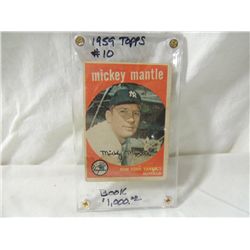 1959 TOPPS
#10
mickey mantle
NEW YORK YANKEES
OUTFIELD
BOOK
$1,000.00